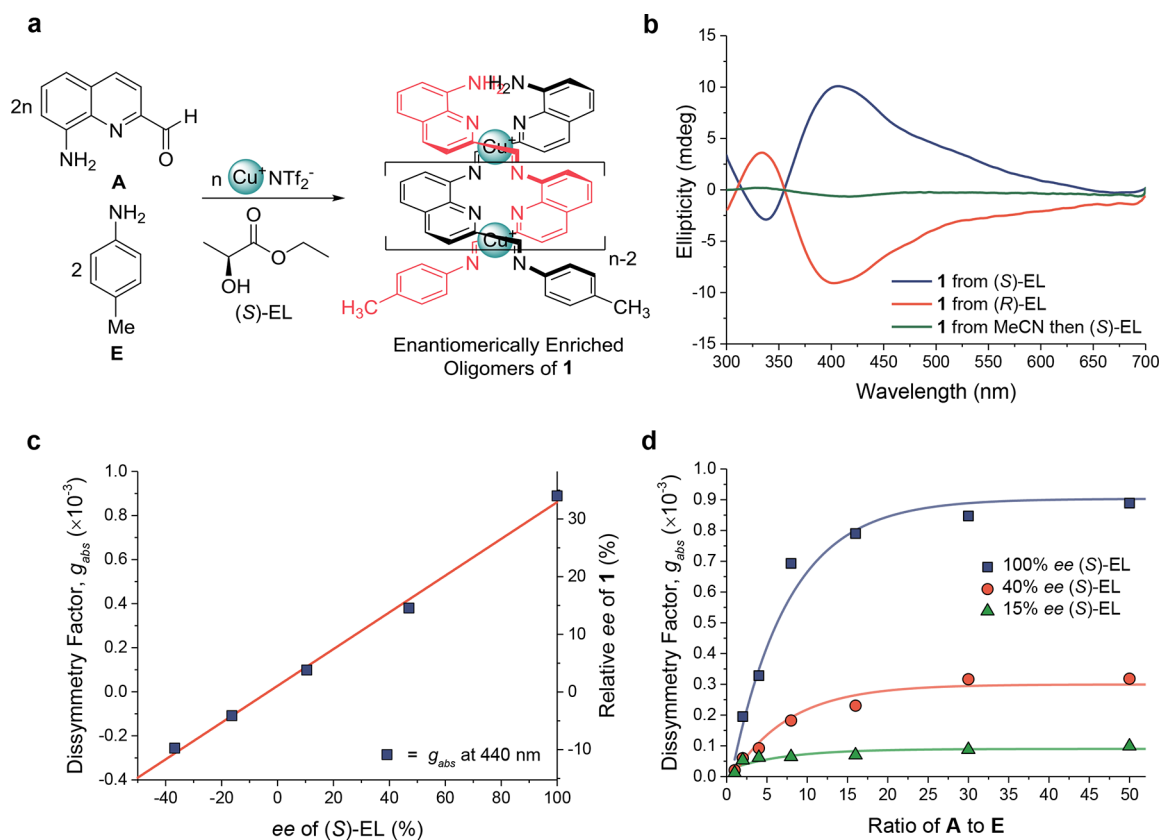 a
2n
N
H
NH2
O
A
NH2
2
Me
E
n Cu+ NTf2-
O
O
OH
(S)-EL
NH2
H2N
N
N
Cu+
N
N
N
N
Cu+
N
N
n-2
H3C
CH3
Enantiomerically Enriched
Oligomers of 1
b
Ellipticity (mdeg)
15
10
5
0
-5
-10
-15
1 from (S)-EL
1 from (R)-EL
1 from MeCN then (S)-EL
300 350 400 450 500 550 600 650 700
Wavelength (nm)
c
Dissymmetry Factor, gabs (×10-3)
1.0
0.8
0.6
0.4
0.2
0.0
-0.2
-0.4
30
20
10
0
-10
Relative ee of 1 (%)
= gabs at 440 nm
-40 -20 0 20 40 60 80 100
ee of (S)-EL (%)
d
Dissymmetry Factor, gabs (×10-3)
1.0
0.9
0.8
0.7
0.6
0.5
0.4
0.3
0.2
0.1
0.0
100% ee (S)-EL
40% ee (S)-EL
15% ee (S)-EL
0 5 10 15 20 25 30 35 40 45 50
Ratio of A to E